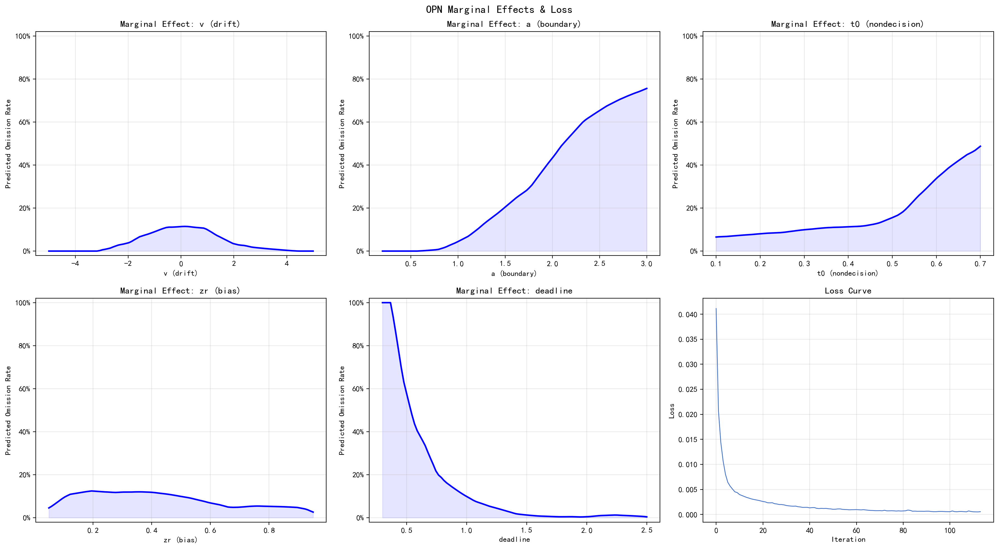 OPN Marginal Effects & Loss
Marginal Effect: v (drift)
100%
80%
60%
40%
20%
0%
Predicted Omission Rate
−4 −2 0 2 4
v (drift)
Marginal Effect: a (boundary)
100%
80%
60%
40%
20%
0%
Predicted Omission Rate
0.5 1.0 1.5 2.0 2.5 3.0
a (boundary)
Marginal Effect: t0 (nondecision)
100%
80%
60%
40%
20%
0%
Predicted Omission Rate
0.1 0.2 0.3 0.4 0.5 0.6 0.7
t0 (nondecision)
Marginal Effect: zr (bias)
100%
80%
60%
40%
20%
0%
Predicted Omission Rate
0.2 0.4 0.6 0.8
zr (bias)
Marginal Effect: deadline
100%
80%
60%
40%
20%
0%
Predicted Omission Rate
0.5 1.0 1.5 2.0 2.5
deadline
Loss Curve
0.040
0.035
0.030
0.025
0.020
0.015
0.010
0.005
0.000
Loss
0 20 40 60 80 100
Iteration